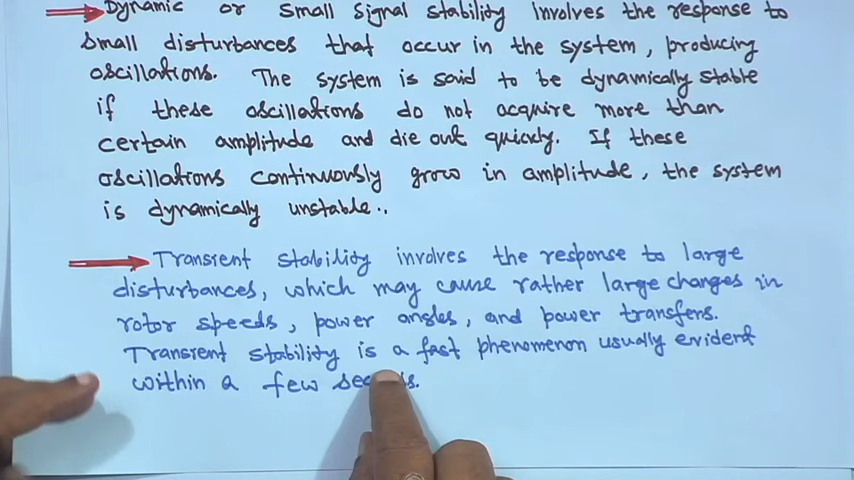 Dynamic or small signal stability involves the response to
small disturbances that occur in the system, producing
oscillations. The system is said to be dynamically stable
if these oscillations do not acquire more than
certain amplitude and die out quickly. If these
oscillations continuously grow in amplitude, the system
is dynamically unstable..
Transient stability involves the response to large
disturbances, which may cause rather large changes in
rotor speeds, power angles, and power transfers.
Transient stability is a fast phenomenon usually evident
within a few